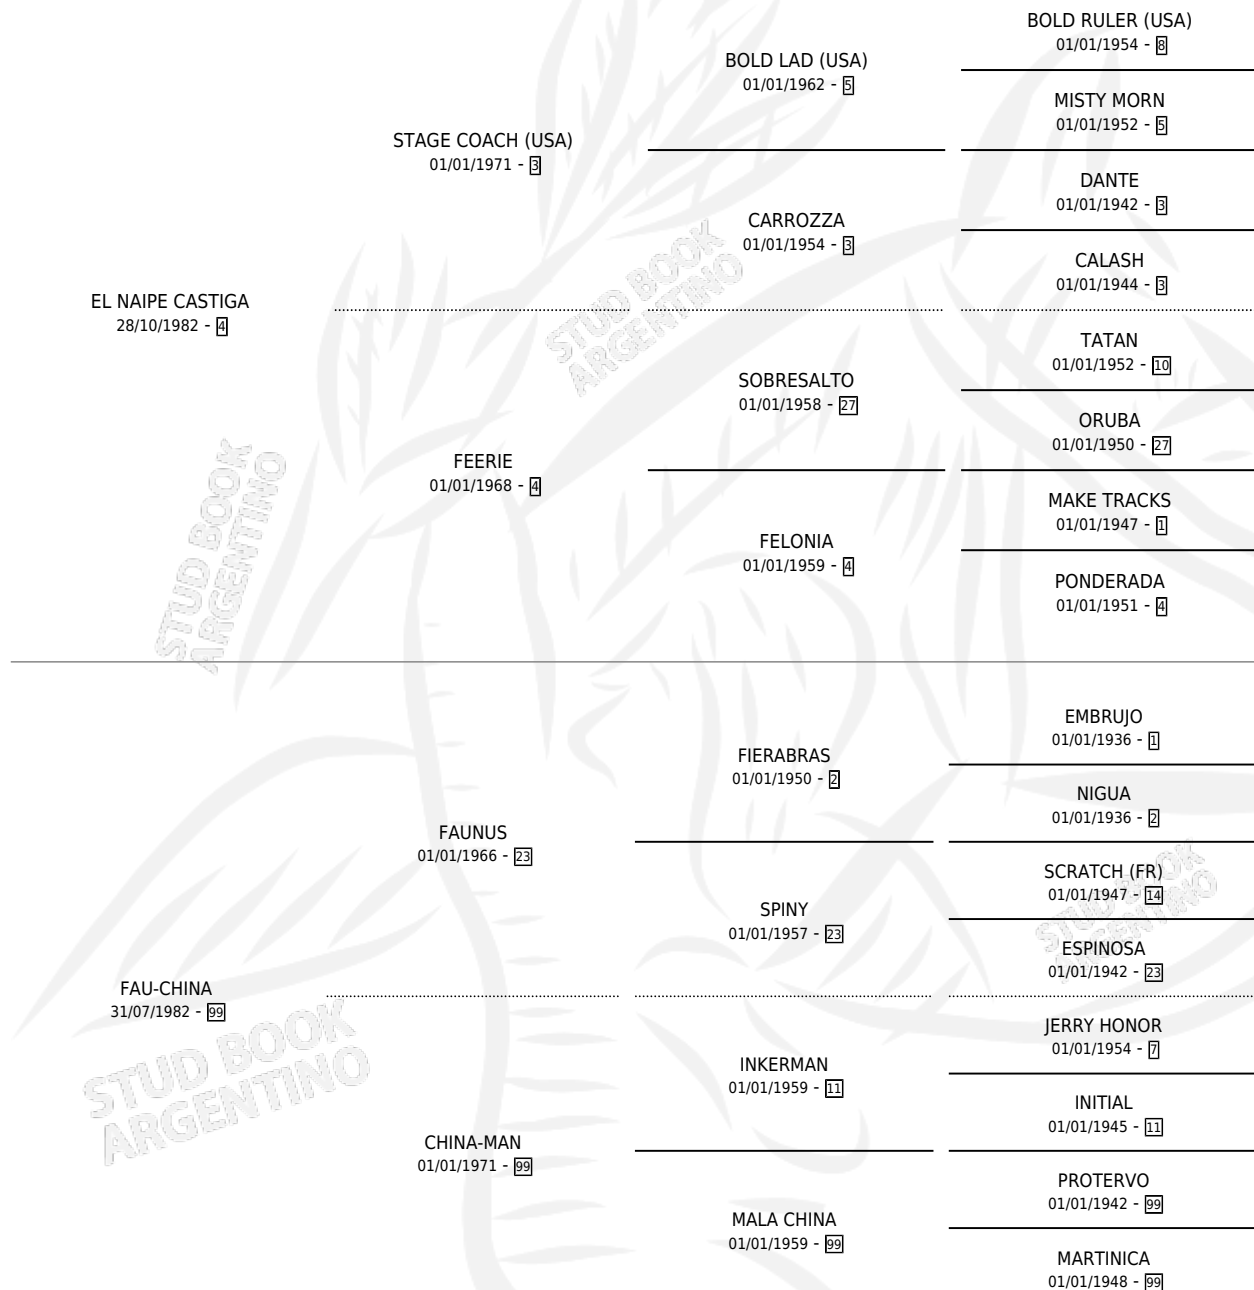 BOLD RULER (USA)
01/01/1954 - 8
BOLD LAD (USA)
01/01/1962 - 5
MISTY MORN
01/01/1952 - 5
STAGE COACH (USA)
01/01/1971 - 3
DANTE
01/01/1942 - 3
CARROZZA
01/01/1954 - 3
CALASH
01/01/1944 - 3
EL NAIPE CASTIGA
28/10/1982 - 4
TATAN
01/01/1952 - 10
SOBRESALTO
01/01/1958 - 27
ORUBA
01/01/1950 - 27
FEERIE
01/01/1968 - 4
MAKE TRACKS
01/01/1947 - 1
FELONIA
01/01/1959 - 4
PONDERADA
01/01/1951 - 4
STUD BOOK
ARGENTINO
STUD BOOK
ARGENTINO
EMBRUJO
01/01/1936 - 1
FIERABRAS
01/01/1950 - 2
NIGUA
01/01/1936 - 2
FAUNUS
01/01/1966 - 23
SCRATCH (FR)
01/01/1947 - 14
SPINY
01/01/1957 - 23
ESPINOSA
01/01/1942 - 23
FAU-CHINA
31/07/1982 - 99
JERRY HONOR
01/01/1954 - 7
INKERMAN
01/01/1959 - 11
INITIAL
01/01/1945 - 11
CHINA-MAN
01/01/1971 - 99
PROTERVO
01/01/1942 - 99
MALA CHINA
01/01/1959 - 99
MARTINICA
01/01/1948 - 99
STUD BOOK
ARGENTINO
STUD BOOK
ARGENTINO